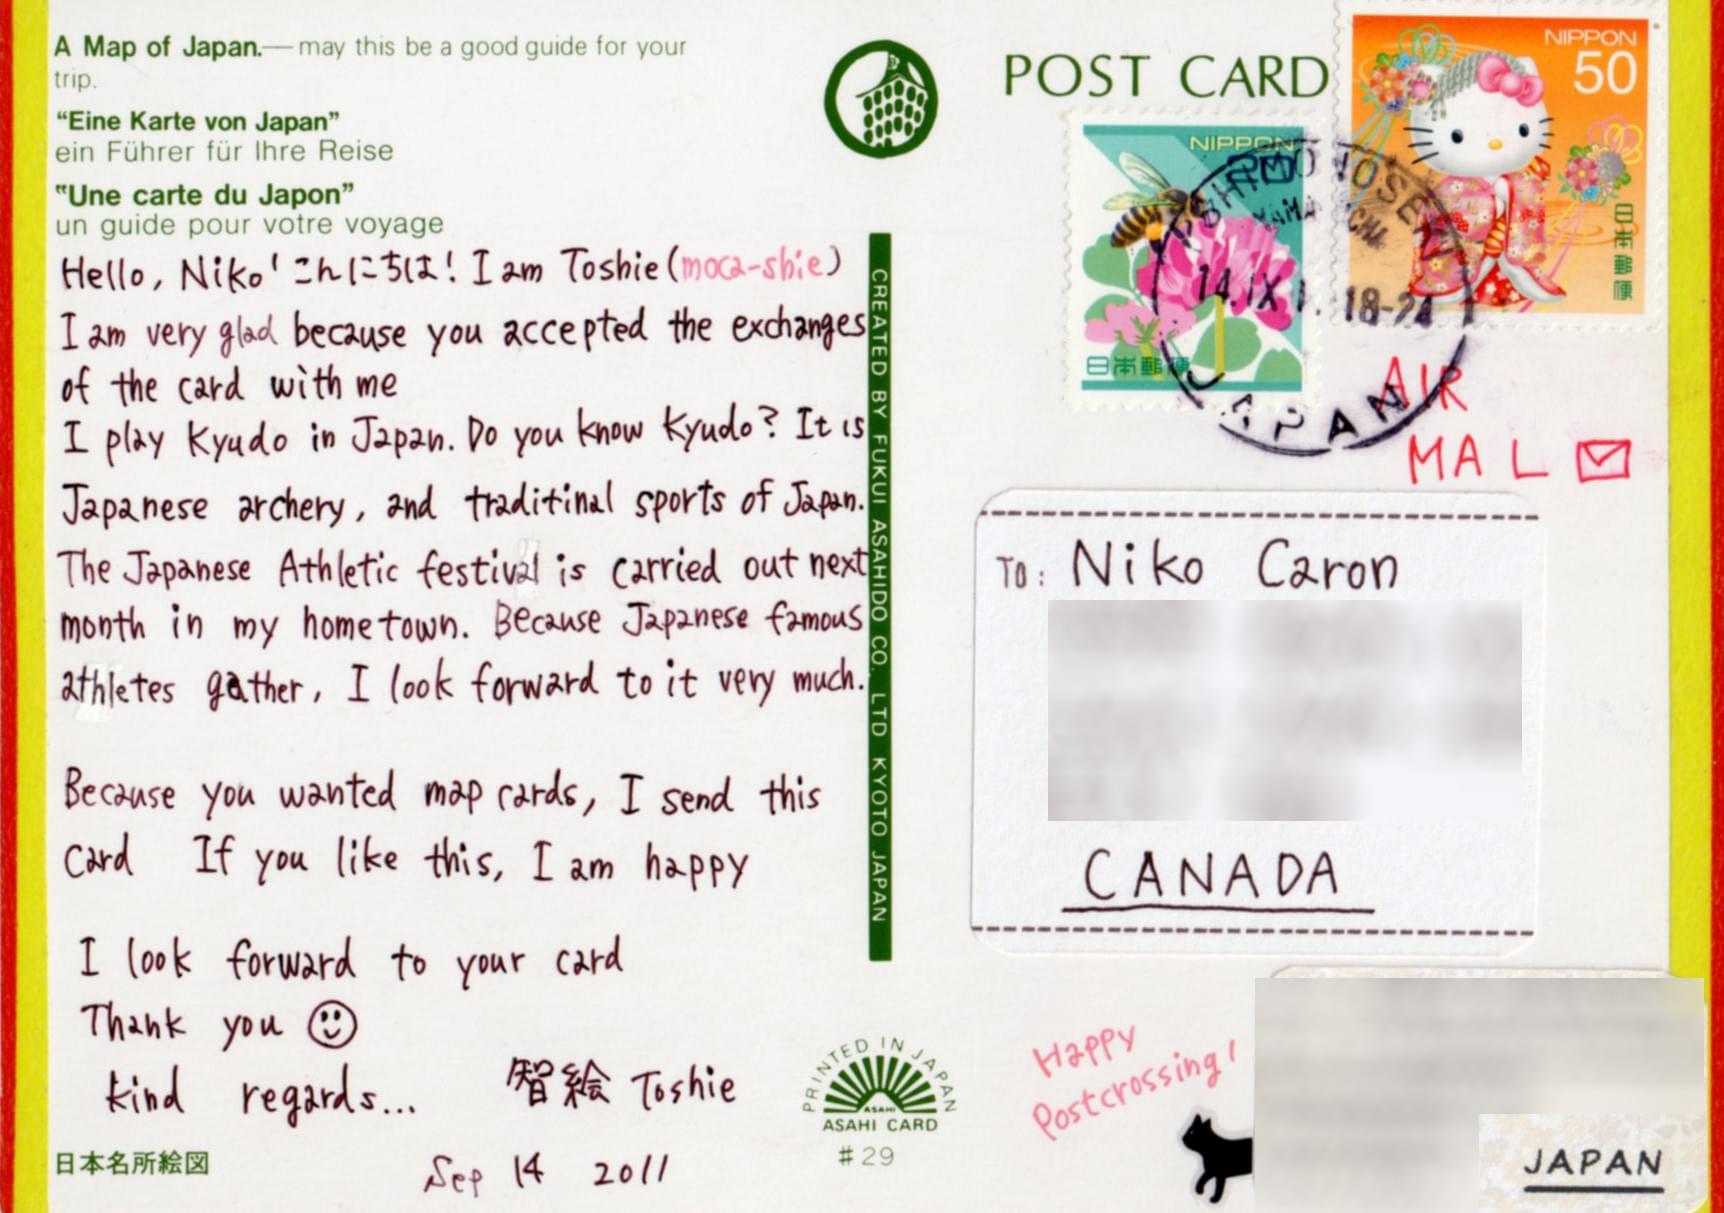 A Map of Japan.—may this be a good guide for your
trip.
"Eine Karte von Japan"
ein Führer für Ihre Reise
"Une carte du Japon"
un guide pour votre voyage
Hello, Niko! こんにちは! I am Toshie (moca-shie)
I am very glad because you accepted the exchanges
of the card with me
I play Kyudo in Japan. Do you know Kyudo? It is
Japanese archery, and traditinal sports of Japan.
The Japanese Athletic festival is carried out next
month in my hometown. Because Japanese famous
athletes gather, I look forward to it very much.
Because you wanted map cards, I send this
card If you like this, I am happy
I look forward to your card
Thank you
kind regards...
智絵 Toshie
日本名所絵図
Sep 14 2011
CREATED BY FUKUI ASAHIDO CO. LTD KYOTO JAPAN
PRINTED IN JAPAN
ASAHI
ASAHI CARD
#29
POST CARD
NIPPON
日本郵便
NIPPON
50
日本郵便
14.IX.11. 18-24
JAPAN
AIR
MA L
To: Niko Caron
CANADA
Happy
Postcrossing!
JAPAN